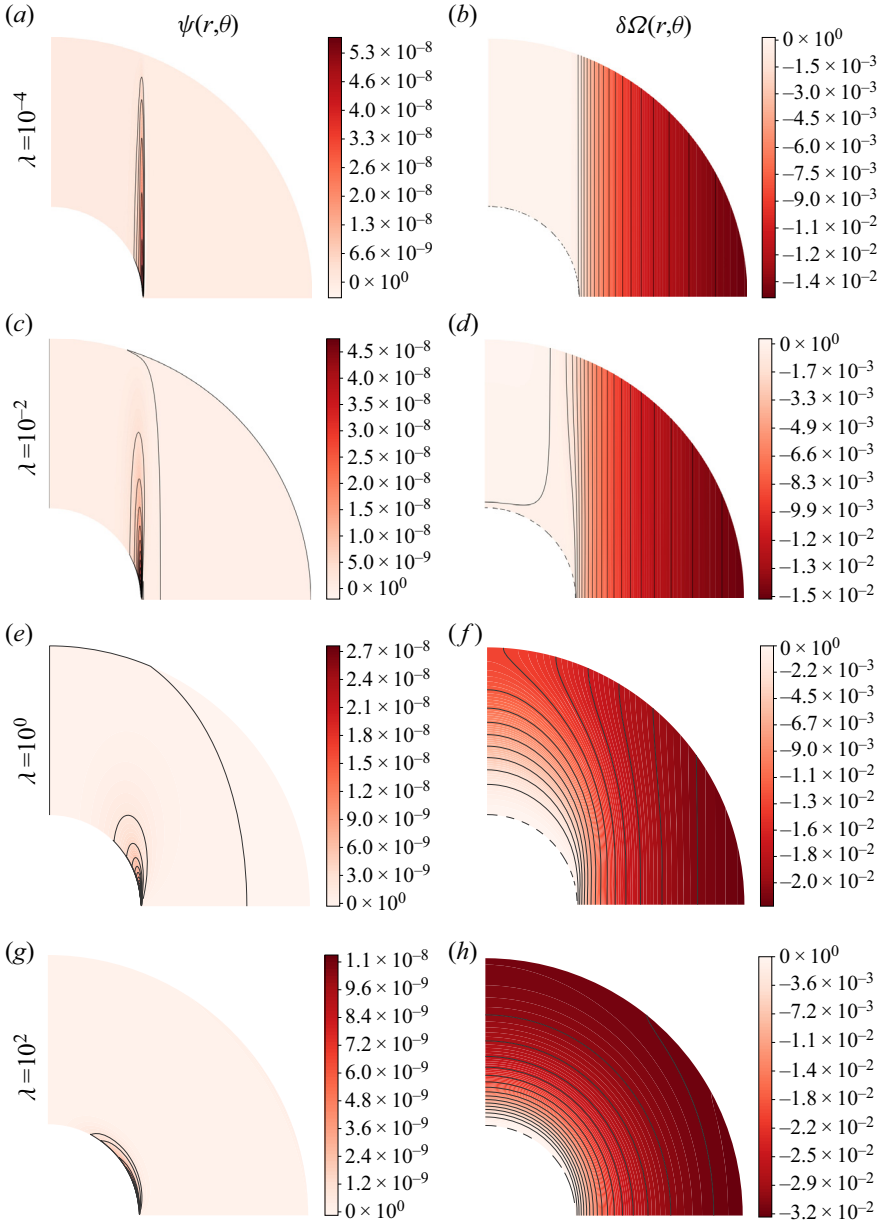 (a)
ψ(r,θ)
(b)
δΩ(r,θ)
λ=10⁻⁴
5.3 × 10⁻⁸
4.6 × 10⁻⁸
4.0 × 10⁻⁸
3.3 × 10⁻⁸
2.6 × 10⁻⁸
2.0 × 10⁻⁸
1.3 × 10⁻⁸
6.6 × 10⁻⁹
0 × 10⁰
0 × 10⁰
–1.5 × 10⁻³
–3.0 × 10⁻³
–4.5 × 10⁻³
–6.0 × 10⁻³
–7.5 × 10⁻³
–9.0 × 10⁻³
–1.1 × 10⁻²
–1.2 × 10⁻²
–1.4 × 10⁻²
(c)
(d)
λ=10⁻²
4.5 × 10⁻⁸
4.0 × 10⁻⁸
3.5 × 10⁻⁸
3.0 × 10⁻⁸
2.5 × 10⁻⁸
2.0 × 10⁻⁸
1.5 × 10⁻⁸
1.0 × 10⁻⁸
5.0 × 10⁻⁹
0 × 10⁰
0 × 10⁰
–1.7 × 10⁻³
–3.3 × 10⁻³
–4.9 × 10⁻³
–6.6 × 10⁻³
–8.2 × 10⁻³
–9.9 × 10⁻³
–1.2 × 10⁻²
–1.3 × 10⁻²
–1.5 × 10⁻²
(e)
(f)
λ=10⁰
2.7 × 10⁻⁸
2.4 × 10⁻⁸
2.1 × 10⁻⁸
1.8 × 10⁻⁸
1.5 × 10⁻⁸
1.2 × 10⁻⁸
9.0 × 10⁻⁹
6.0 × 10⁻⁹
3.0 × 10⁻⁹
0 × 10⁰
0 × 10⁰
–2.2 × 10⁻³
–4.5 × 10⁻³
–6.7 × 10⁻³
–9.0 × 10⁻³
–1.1 × 10⁻²
–1.3 × 10⁻²
–1.6 × 10⁻²
–1.8 × 10⁻²
–2.0 × 10⁻²
(g)
(h)
λ=10²
1.1 × 10⁻⁸
9.6 × 10⁻⁹
8.4 × 10⁻⁹
7.2 × 10⁻⁹
6.0 × 10⁻⁹
4.8 × 10⁻⁹
3.6 × 10⁻⁹
2.4 × 10⁻⁹
1.2 × 10⁻⁹
0 × 10⁰
0 × 10⁰
–3.6 × 10⁻³
–7.2 × 10⁻³
–1.1 × 10⁻²
–1.4 × 10⁻²
–1.8 × 10⁻²
–2.2 × 10⁻²
–2.5 × 10⁻²
–2.9 × 10⁻²
–3.2 × 10⁻²